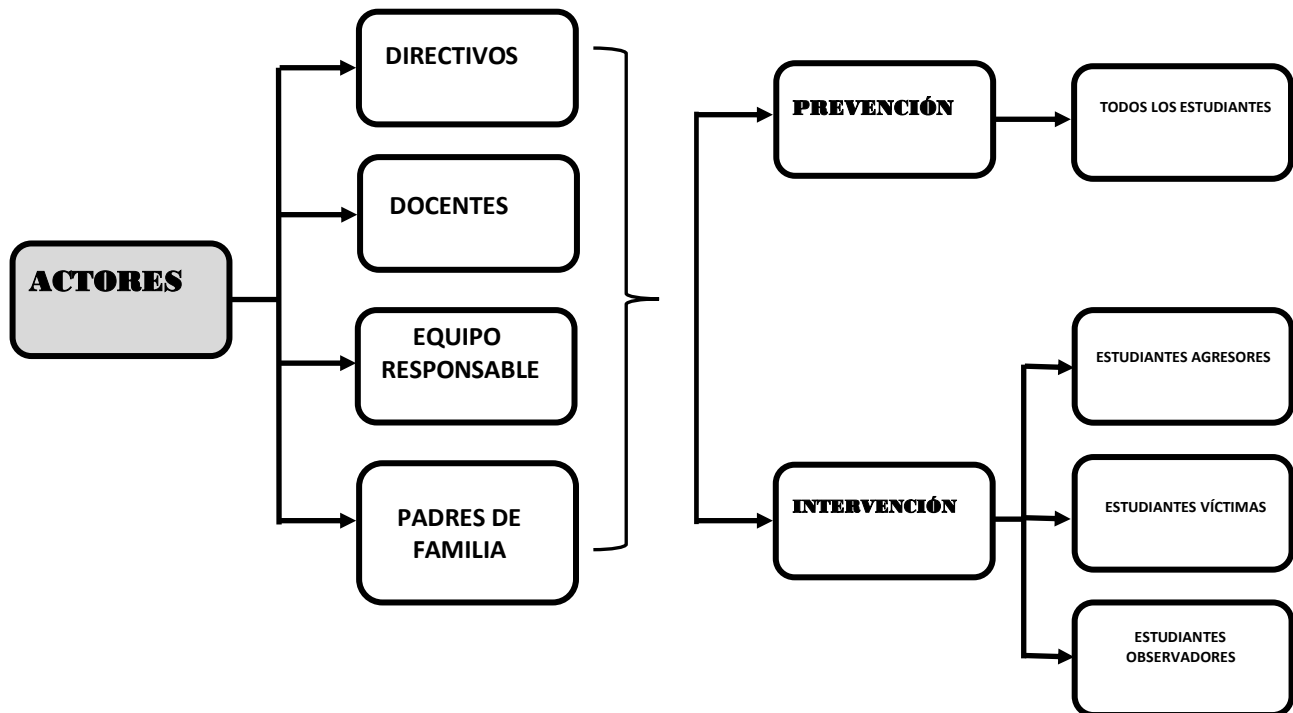 ACTORES
DIRECTIVOS
DOCENTES
EQUIPO
RESPONSABLE
PADRES DE
FAMILIA
PREVENCIÓN
TODOS LOS ESTUDIANTES
INTERVENCIÓN
ESTUDIANTES AGRESORES
ESTUDIANTES VÍCTIMAS
ESTUDIANTES
OBSERVADORES